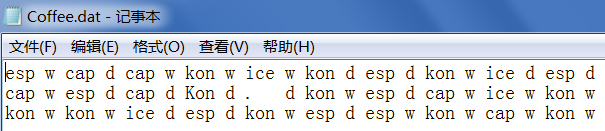 Coffee.dat - 记事本
文件(F) 编辑(E) 格式(O) 查看(V) 帮助(H)
esp w cap d cap w kon w ice w kon d esp d kon w ice d esp d
cap w esp d cap d Kon d .  d kon w esp d cap w ice w kon w
kon w kon w ice d esp d kon w esp d esp w kon w cap w kon w